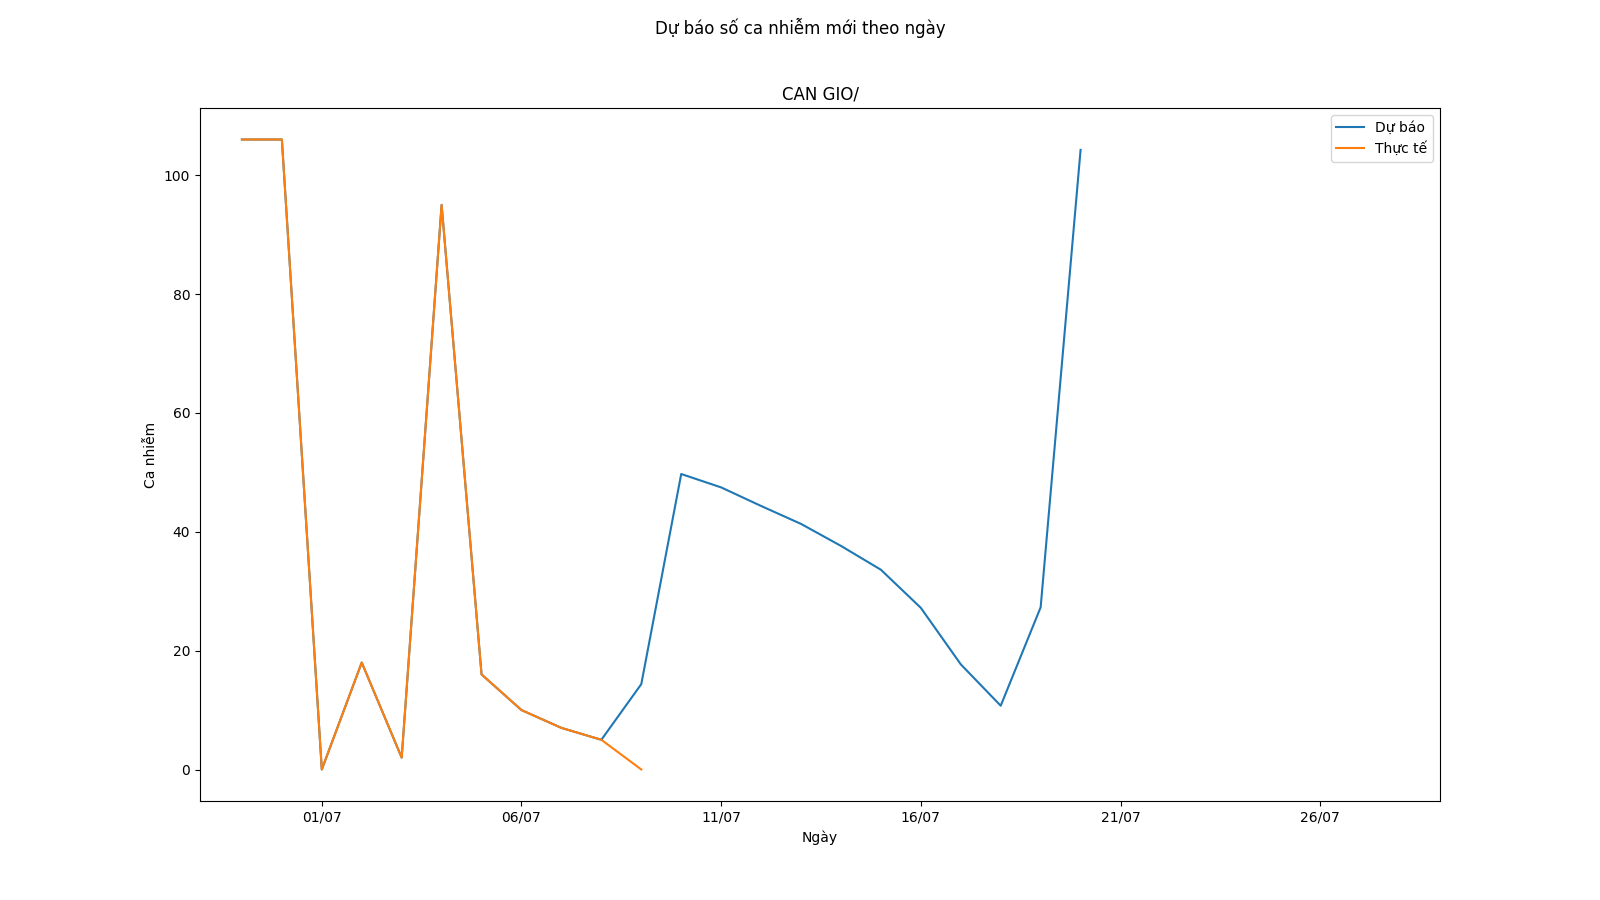 Dự báo số ca nhiễm mới theo ngày
CAN GIO/
Dự báo
Thực tế
100
80
60
40
20
0
Ca nhiễm
01/07
06/07
11/07
16/07
21/07
26/07
Ngày